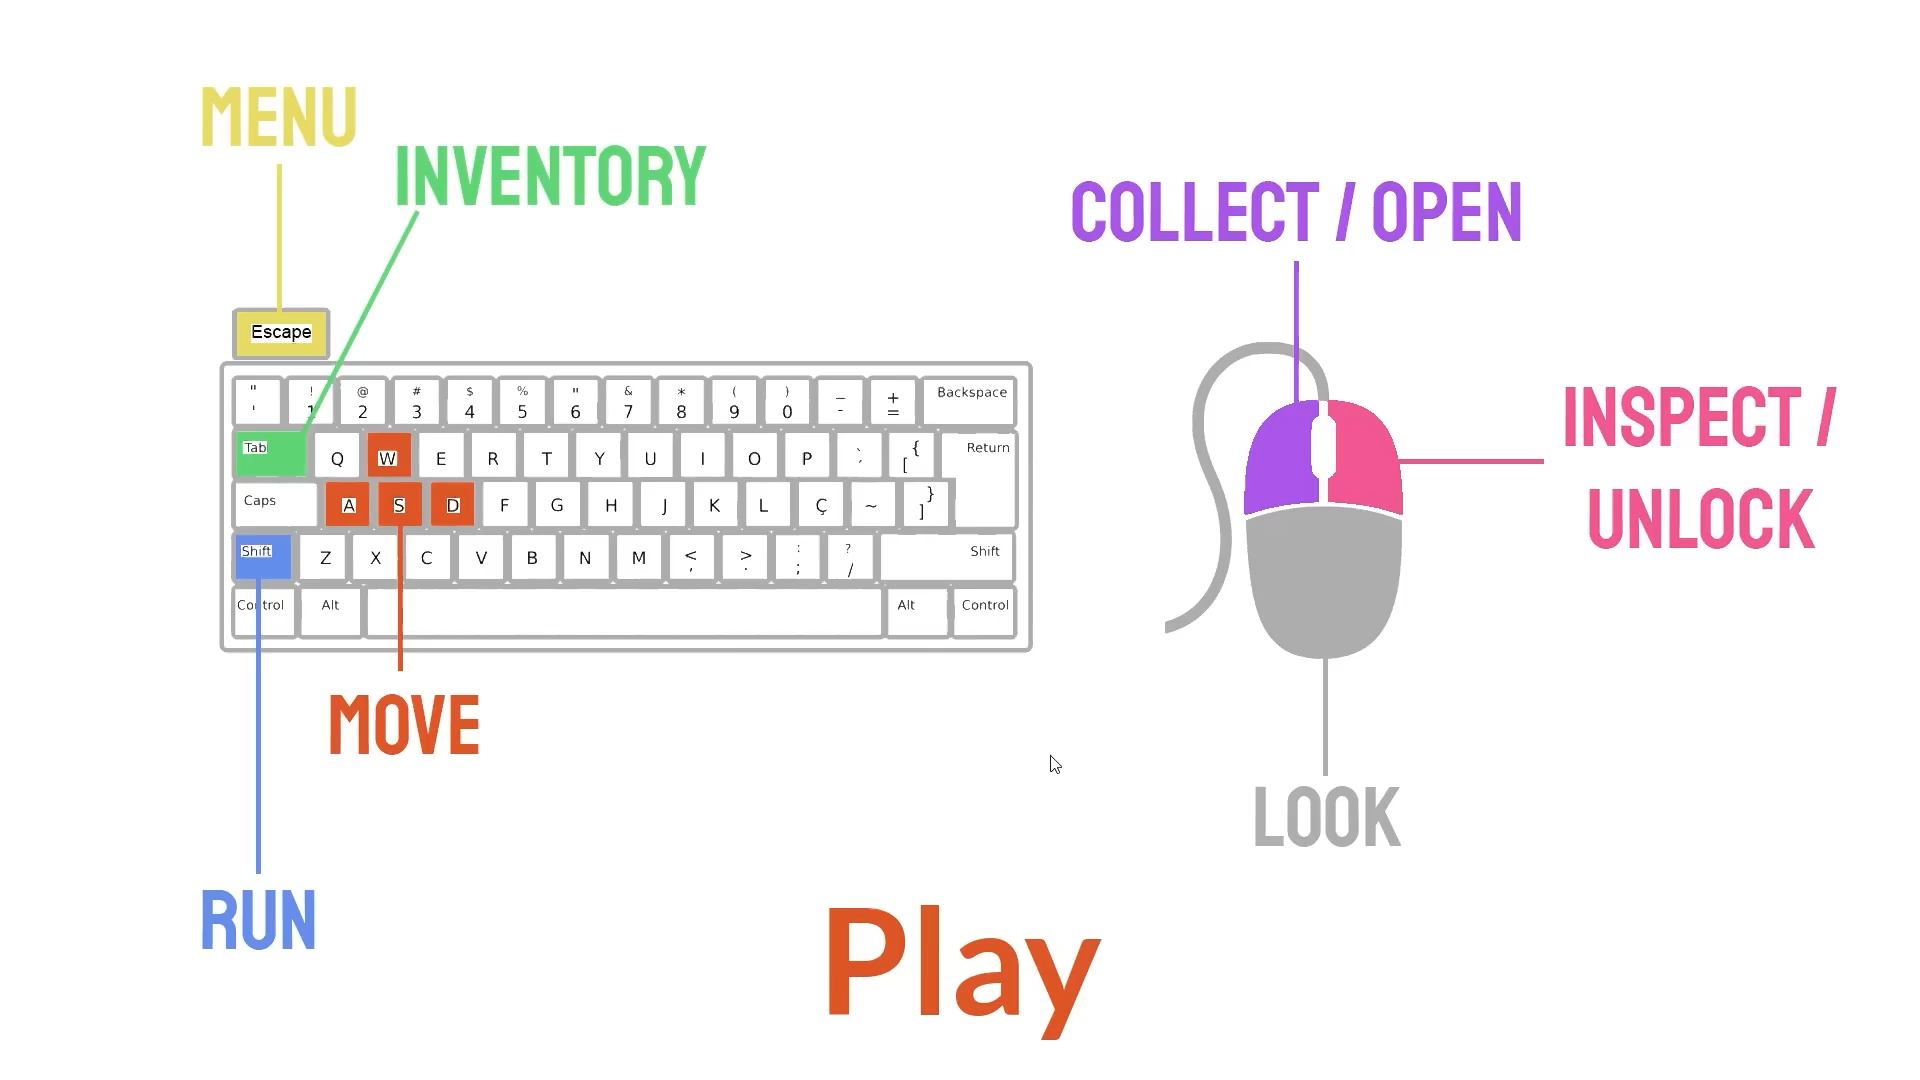 MENU
INVENTORY
COLLECT / OPEN
Escape
" ! @ # $ % " & * ( ) _ + Backspace
' 1 2 3 4 5 6 7 8 9 0 - =
Tab Q W E R T Y U I O P ` { Return
´ [
INSPECT /
UNLOCK
Caps A S D F G H J K L Ç ~ }
]
Shift Z X C V B N M < > : ? Shift
, . ; /
Control Alt Alt Control
MOVE
LOOK
RUN
Play